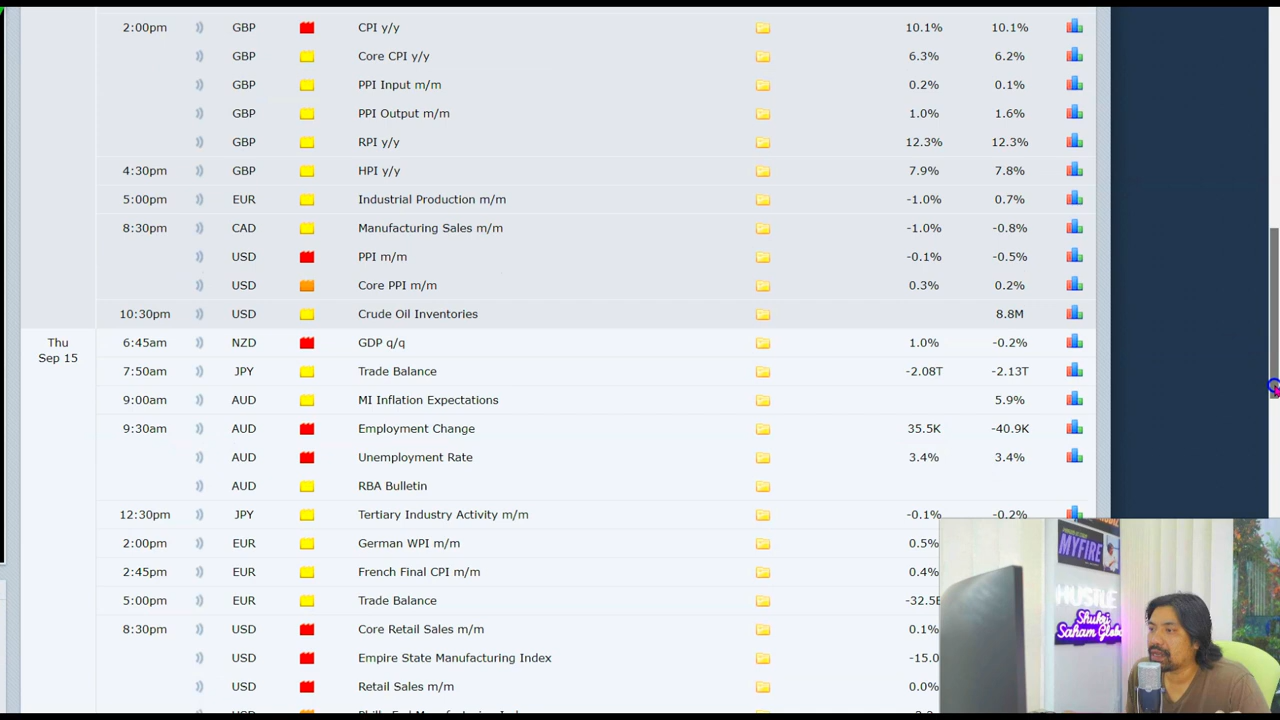 2:00pm GBP CPI y/y 10.1% 10.1%
GBP Core CPI y/y 6.3% 6.2%
GBP PPI Input m/m 0.2% 0.1%
GBP PPI Output m/m 1.0% 1.6%
GBP RPI y/y 12.3% 12.3%
4:30pm GBP HPI y/y 7.9% 7.8%
5:00pm EUR Industrial Production m/m -1.0% 0.7%
8:30pm CAD Manufacturing Sales m/m -1.0% -0.8%
USD PPI m/m -0.1% -0.5%
USD Core PPI m/m 0.3% 0.2%
10:30pm USD Crude Oil Inventories 8.8M
Thu
Sep 15
6:45am NZD GDP q/q 1.0% -0.2%
7:50am JPY Trade Balance -2.08T -2.13T
9:00am AUD MI Inflation Expectations 5.9%
9:30am AUD Employment Change 35.5K -40.9K
AUD Unemployment Rate 3.4% 3.4%
AUD RBA Bulletin
12:30pm JPY Tertiary Industry Activity m/m -0.1% -0.2%
2:00pm EUR German WPI m/m 0.5%
2:45pm EUR French Final CPI m/m 0.4%
5:00pm EUR Trade Balance -32.5
8:30pm USD Core Retail Sales m/m 0.1%
USD Empire State Manufacturing Index -15.0
USD Retail Sales m/m 0.0%
MYFIRE
HUSTLE
Shukri
Saham Global